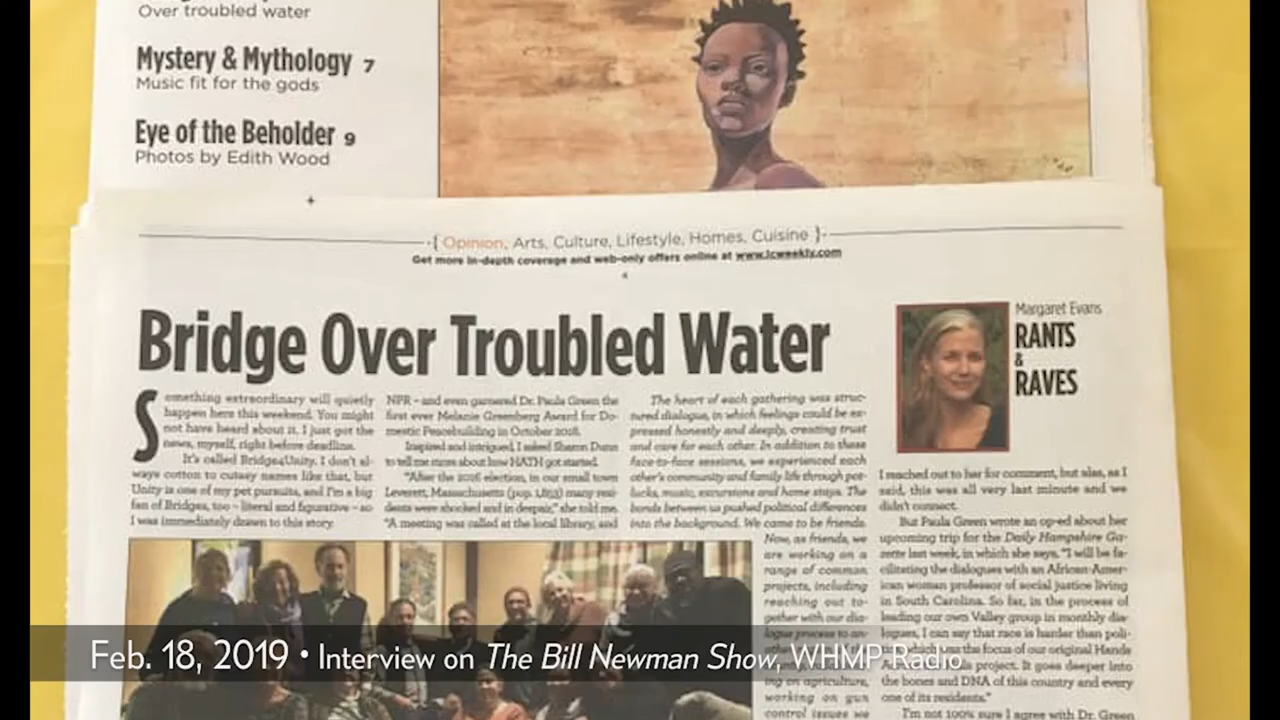 Over troubled water
Mystery & Mythology 7
Music fit for the gods
Eye of the Beholder 9
Photos by Edith Wood
{ Opinion, Arts, Culture, Lifestyle, Homes, Cuisine }
Get more in-depth coverage and web-only offers online at www.lcweekly.com
Bridge Over Troubled Water
Margaret Evans
RANTS
&
RAVES
Something extraordinary will quietly
happen here this weekend. You might
not have heard about it. I just got the
news, myself, right before deadline.
It's called Bridge4Unity. I don't al-
ways cotton to cutesy names like that, but
Unity is one of my pet pursuits, and I'm a big
fan of Bridges, too – literal and figurative – so
I was immediately drawn to this story.
NPR – and even garnered Dr. Paula Green the
first ever Melanie Greenberg Award for Do-
mestic Peacebuilding in October 2018.
Inspired and intrigued, I asked Sharon Dunn
to tell me more about how HATH got started.
"After the 2016 election, in our small town
Leverett, Massachusetts (pop. 1,853) many resi-
dents were shocked and in despair," she told me.
"A meeting was called at the local library, and
The heart of each gathering was struc-
tured dialogue, in which feelings could be ex-
pressed honestly and deeply, creating trust
and care for each other. In addition to these
face-to-face sessions, we experienced each
other's community and family life through pot-
lucks, music, excursions and home stays. The
bonds between us pushed political differences
into the background. We came to be friends.
Now, as friends, we
are working on a
range of common
projects, including
reaching out to-
gether with our dia-
logue process to
ing on agriculture,
working on gun
control issues we
I reached out to her for comment, but alas, as I
said, this was all very last minute and we
didn't connect.
But Paula Green wrote an op-ed about her
upcoming trip for the Daily Hampshire Ga-
zette last week, in which she says, "I will be fa-
cilitating the dialogues with an African-Amer-
ican woman professor of social justice living
in South Carolina. So far, in the process of
leading our own Valley group in monthly dia-
logues, I can say that race is harder than poli-
which was the focus of our original Hands
project. It goes deeper into
the bones and DNA of this country and every
one of its residents."
I'm not 100% sure I agree with Dr. Green
Feb. 18, 2019 • Interview on The Bill Newman Show, WHMP Radio